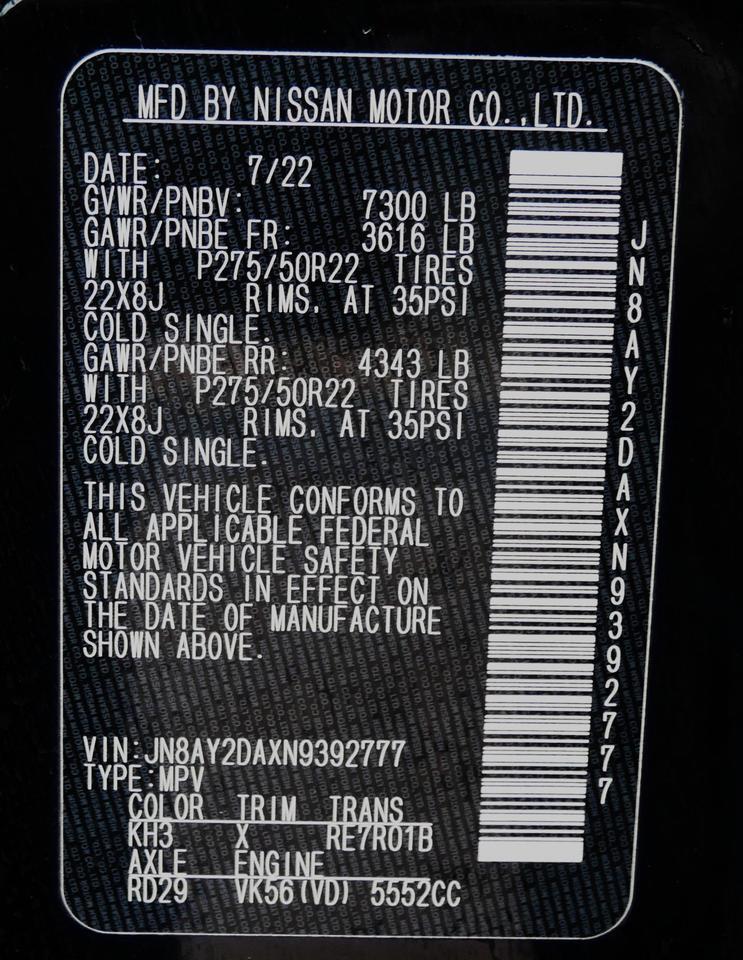 MFD BY NISSAN MOTOR CO.,LTD.
DATE: 7/22
GVWR/PNBV: 7300 LB
GAWR/PNBE FR: 3616 LB
WITH P275/50R22 TIRES
22X8J RIMS, AT 35PSI
COLD SINGLE.
GAWR/PNBE RR: 4343 LB
WITH P275/50R22 TIRES
22X8J RIMS, AT 35PSI
COLD SINGLE.
THIS VEHICLE CONFORMS TO
ALL APPLICABLE FEDERAL
MOTOR VEHICLE SAFETY
STANDARDS IN EFFECT ON
THE DATE OF MANUFACTURE
SHOWN ABOVE.
VIN:JN8AY2DAXN9392777
TYPE:MPV
COLOR TRIM TRANS
KH3 X RE7R01B
AXLE ENGINE
RD29 VK56(VD) 5552CC
JN8AY2DAXN9392777